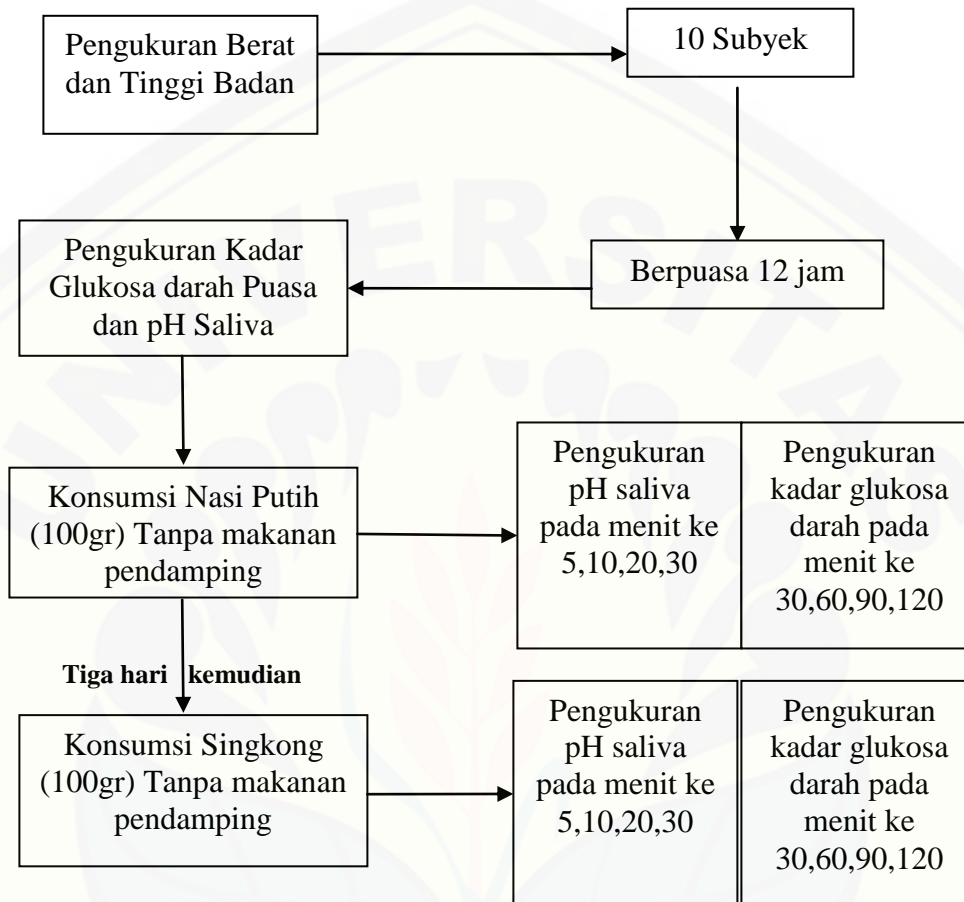 Pengukuran Berat
dan Tinggi Badan
10 Subyek
Berpuasa 12 jam
Pengukuran Kadar
Glukosa darah Puasa
dan pH Saliva
Konsumsi Nasi Putih
(100gr) Tanpa makanan
pendamping
Pengukuran
pH saliva
pada menit ke
5,10,20,30
Pengukuran
kadar glukosa
darah pada
menit ke
30,60,90,120
Tiga hari kemudian
Konsumsi Singkong
(100gr) Tanpa makanan
pendamping
Pengukuran
pH saliva
pada menit ke
5,10,20,30
Pengukuran
kadar glukosa
darah pada
menit ke
30,60,90,120
UNIVERSITAS